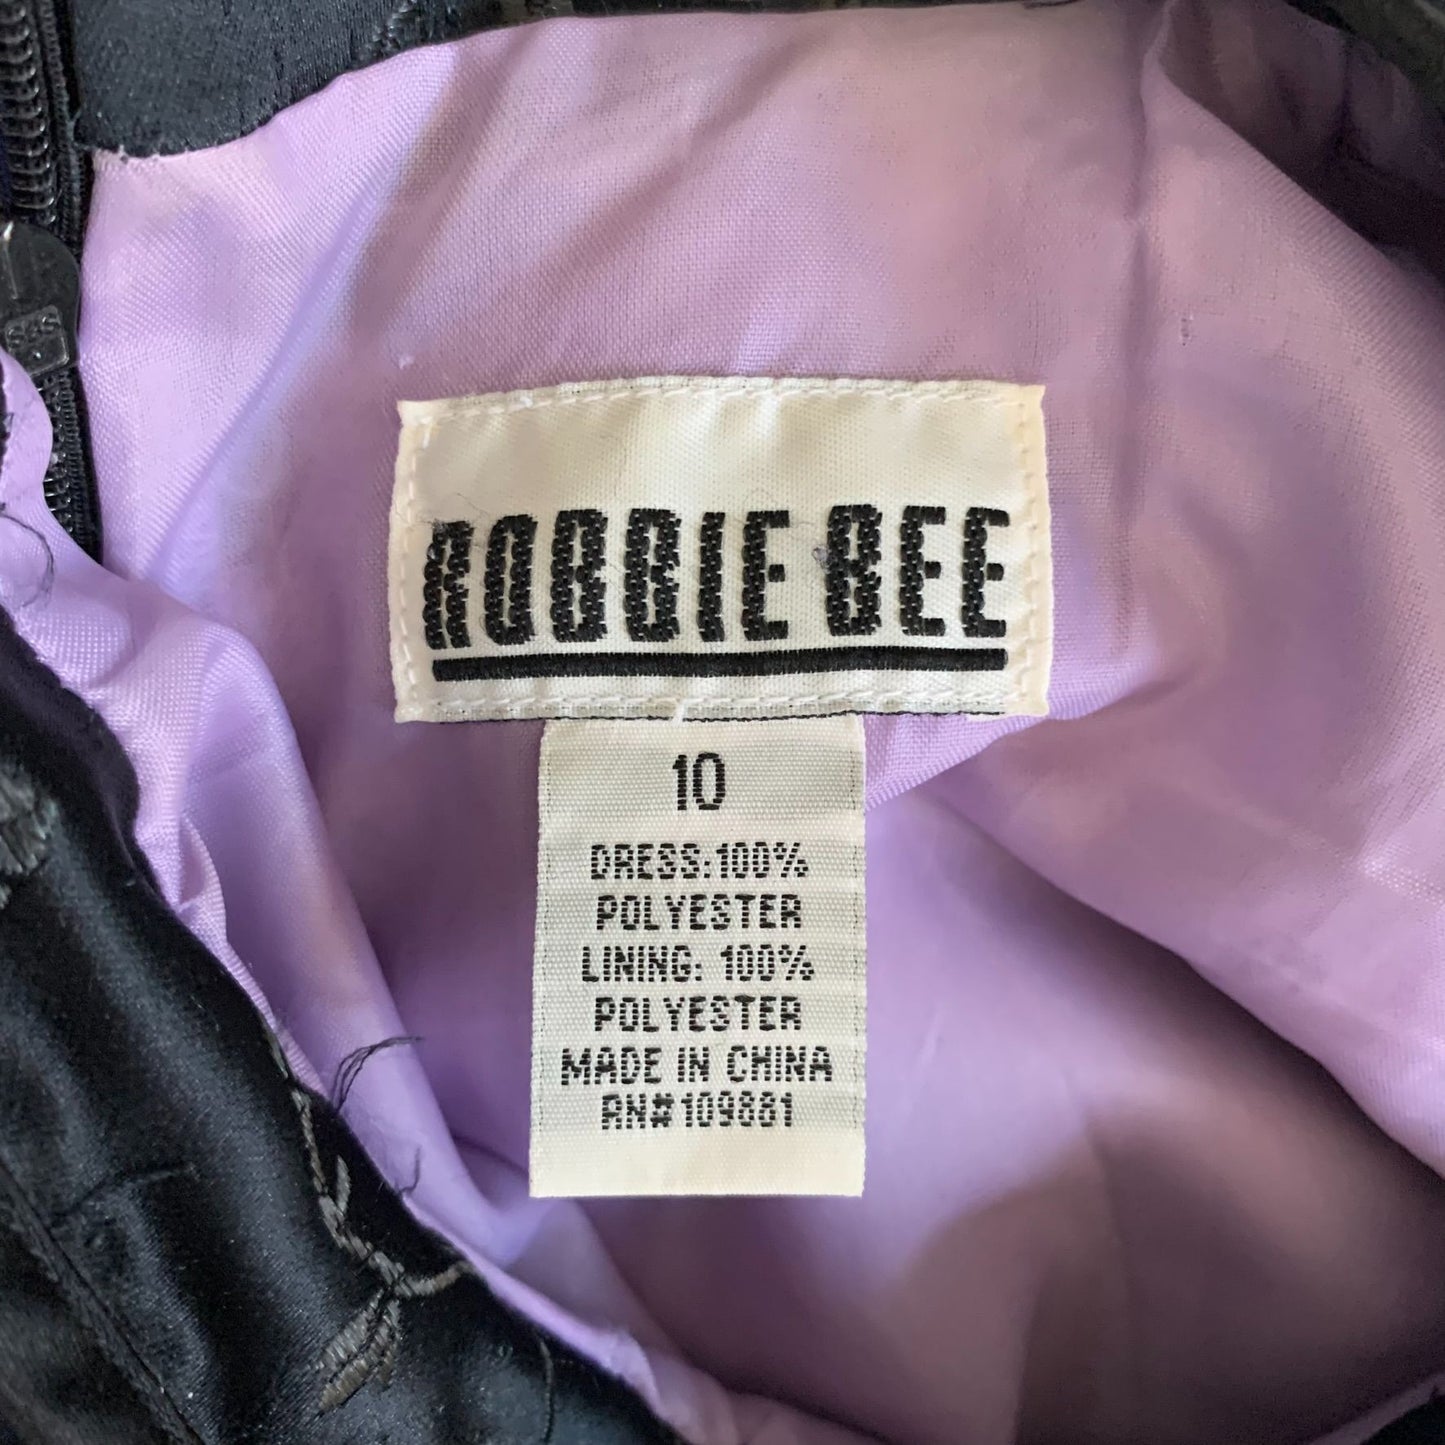 ROBBIE BEE
10
DRESS: 100%
POLYESTER
LINING: 100%
POLYESTER
MADE IN CHINA
RN#109881